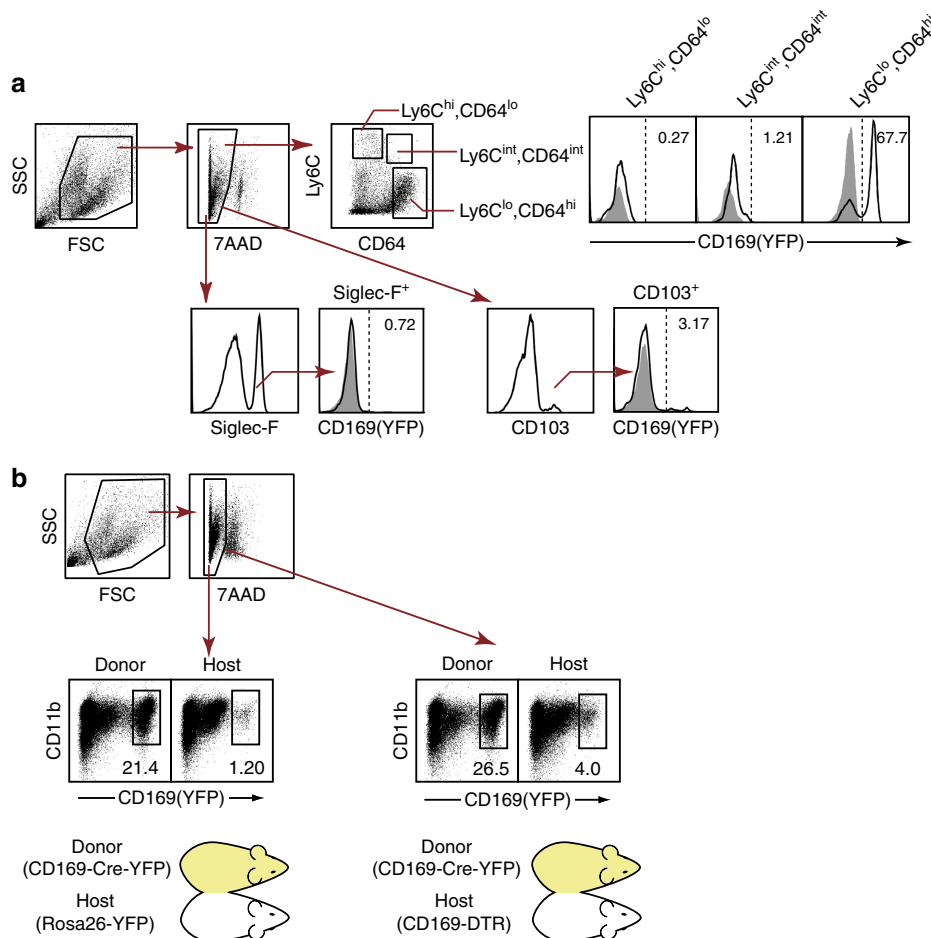 a
Ly6C^hi,CD64^lo
Ly6C^int,CD64^int
Ly6C^lo,CD64^hi
SSC
FSC
7AAD
Ly6C
CD64
Ly6C^hi,CD64^lo
Ly6C^int,CD64^int
Ly6C^lo,CD64^hi
0.27
1.21
67.7
CD169(YFP)
Siglec-F^+
0.72
Siglec-F
CD169(YFP)
CD103^+
3.17
CD103
CD169(YFP)
b
SSC
FSC
7AAD
Donor Host
CD11b
21.4 1.20
CD169(YFP)
Donor Host
CD11b
26.5 4.0
CD169(YFP)
Donor
(CD169-Cre-YFP)
Host
(Rosa26-YFP)
Donor
(CD169-Cre-YFP)
Host
(CD169-DTR)